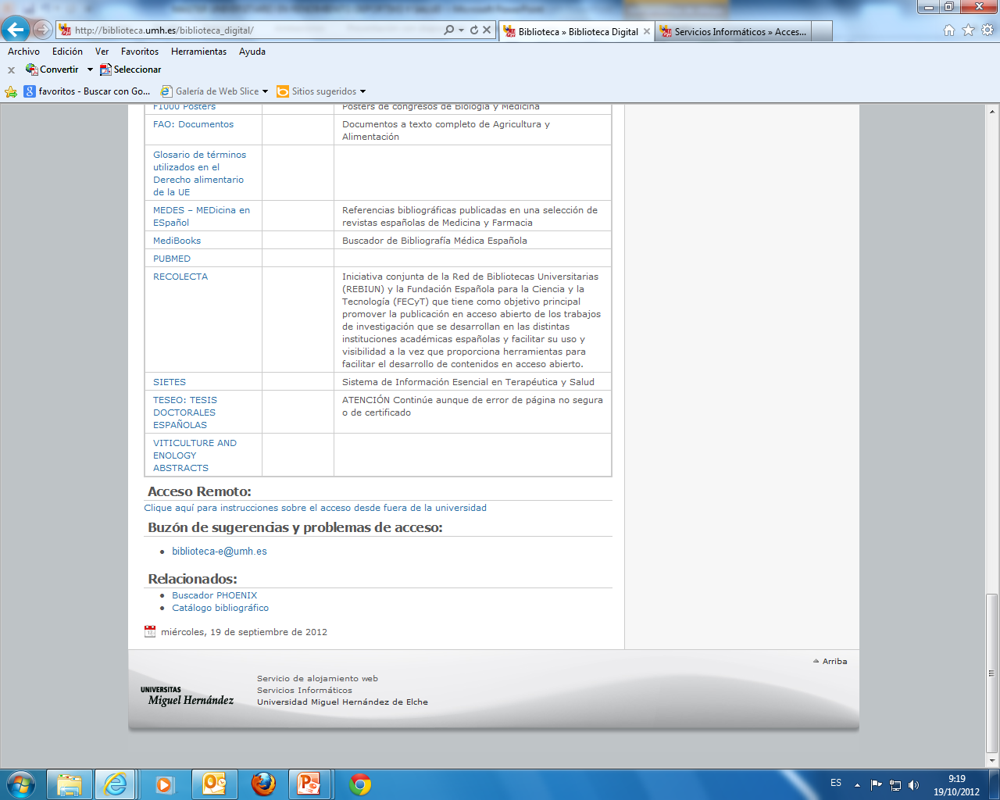 http://biblioteca.umh.es/biblioteca_digital/
Biblioteca » Biblioteca Digital
Servicios Informáticos » Acces...
Archivo Edición Ver Favoritos Herramientas Ayuda
Convertir Seleccionar
favoritos - Buscar con Go... Galería de Web Slice Sitios sugeridos
F1000 Posters
Posters de congresos de Biología y Medicina
FAO: Documentos
Documentos a texto completo de Agricultura y
Alimentación
Glosario de términos
utilizados en el
Derecho alimentario
de la UE
MEDES – MEDicina en
ESpañol
Referencias bibliográficas publicadas en una selección de
revistas españolas de Medicina y Farmacia
MediBooks
Buscador de Bibliografía Médica Española
PUBMED
RECOLECTA
Iniciativa conjunta de la Red de Bibliotecas Universitarias
(REBIUN) y la Fundación Española para la Ciencia y la
Tecnología (FECyT) que tiene como objetivo principal
promover la publicación en acceso abierto de los trabajos
de investigación que se desarrollan en las distintas
instituciones académicas españolas y facilitar su uso y
visibilidad a la vez que proporciona herramientas para
facilitar el desarrollo de contenidos en acceso abierto.
SIETES
Sistema de Información Esencial en Terapéutica y Salud
TESEO: TESIS
DOCTORALES
ESPAÑOLAS
ATENCIÓN Continúe aunque de error de página no segura
o de certificado
VITICULTURE AND
ENOLOGY
ABSTRACTS
Acceso Remoto:
Clique aquí para instrucciones sobre el acceso desde fuera de la universidad
Buzón de sugerencias y problemas de acceso:
biblioteca-e@umh.es
Relacionados:
Buscador PHOENIX
Catálogo bibliográfico
miércoles, 19 de septiembre de 2012
Arriba
UNIVERSITAS
Miguel Hernández
Servicio de alojamiento web
Servicios Informáticos
Universidad Miguel Hernández de Elche
ES
9:19
19/10/2012